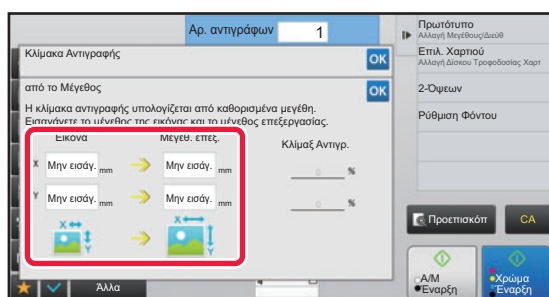 Αρ. αντιγράφων 1
Κλίμακα Αντιγραφής OK
από το Μέγεθος OK
Η κλίμακα αντιγραφής υπολογίζεται από καθορισμένα μεγέθη.
Εισαγάγετε το μέγεθος της εικόνας και το μέγεθος επεξεργασίας.
Εικόνα Μέγεθ. επεξ. Κλίμαξ Αντιγρ.
X Μην εισάγ. mm Μην εισάγ. mm 0 %
Y Μην εισάγ. mm Μην εισάγ. mm 0 %
X Y X Y
Άλλα
Πρωτότυπο
Αλλαγή Μεγέθους/Διεύθ
Επιλ. Χαρτιού
Αλλαγή Δίσκου Τροφοδοσίας Χαρτ
2-Όψεων
Ρύθμιση Φόντου
Προεπισκόπ CA
Α/Μ
Έναρξη
Χρώμα
Έναρξη